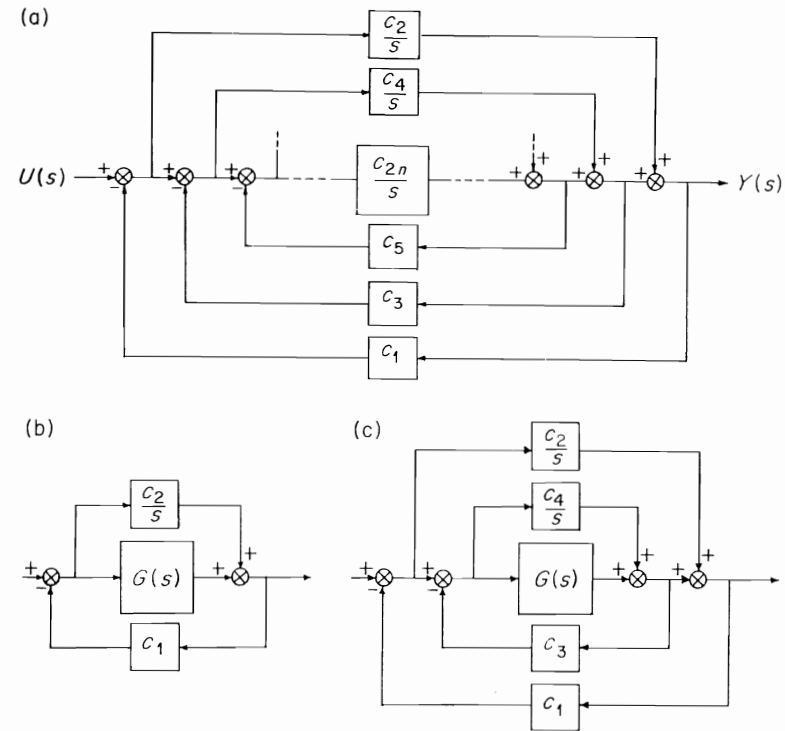 (a)
C2
s
C4
s
U(s)
+
−
+
−
+
−
C2n
s
+
+
+
+
+
+
Y(s)
C5
C3
C1
(b)
C2
s
+
−
G(s)
+
+
C1
(c)
C2
s
C4
s
+
−
+
−
G(s)
+
+
+
+
C3
C1